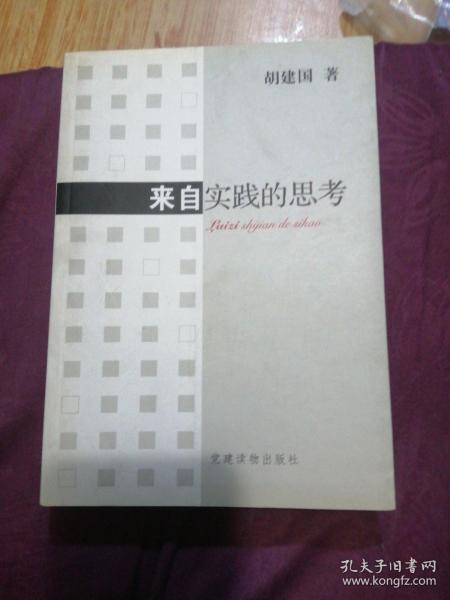 胡建国 著
来自实践的思考
Laizi shijian de sikao
党建读物出版社
孔夫子旧书网
www.kongfz.com